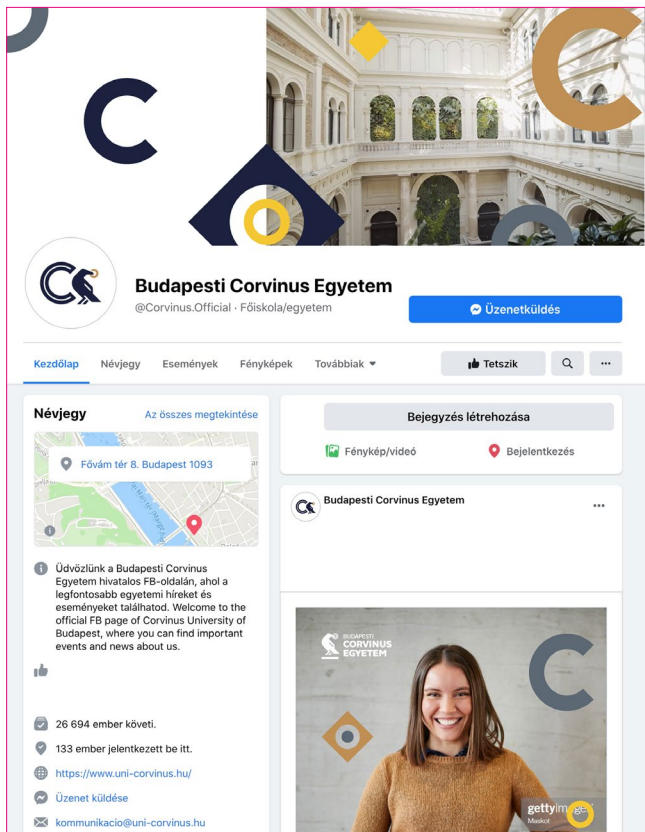 Budapesti Corvinus Egyetem
@Corvinus.Official · Főiskola/egyetem
Üzenetküldés
Kezdőlap Névjegy Események Fényképek Továbbiak
Tetszik
Névjegy Az összes megtekintése
Fővám tér 8. Budapest 1093
Üdvözlünk a Budapesti Corvinus
Egyetem hivatalos FB-oldalán, ahol a
legfontosabb egyetemi híreket és
eseményeket találhatod. Welcome to the
official FB page of Corvinus University of
Budapest, where you can find important
events and news about us.
26 694 ember követi.
133 ember jelentkezett be itt.
https://www.uni-corvinus.hu/
Üzenet küldése
kommunikacio@uni-corvinus.hu
Bejegyzés létrehozása
Fénykép/videó Bejelentkezés
Budapesti Corvinus Egyetem
BUDAPESTI
CORVINUS
EGYETEM
gettyimages
Maskot